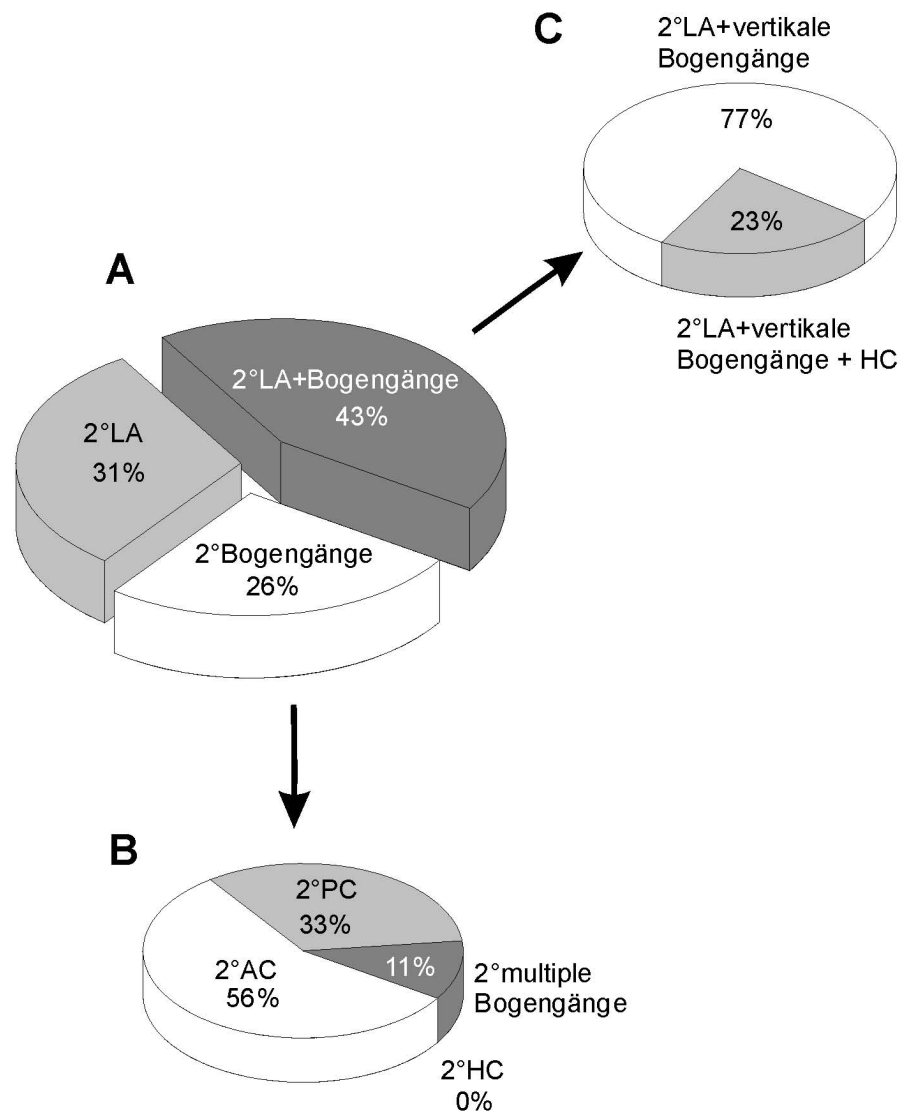 C
2°LA+vertikale
Bogengänge
77%
23%
2°LA+vertikale
Bogengänge + HC
A
2°LA+Bogengänge
43%
2°LA
31%
2°Bogengänge
26%
B
2°PC
33%
2°AC
56%
11%
2°multiple
Bogengänge
2°HC
0%